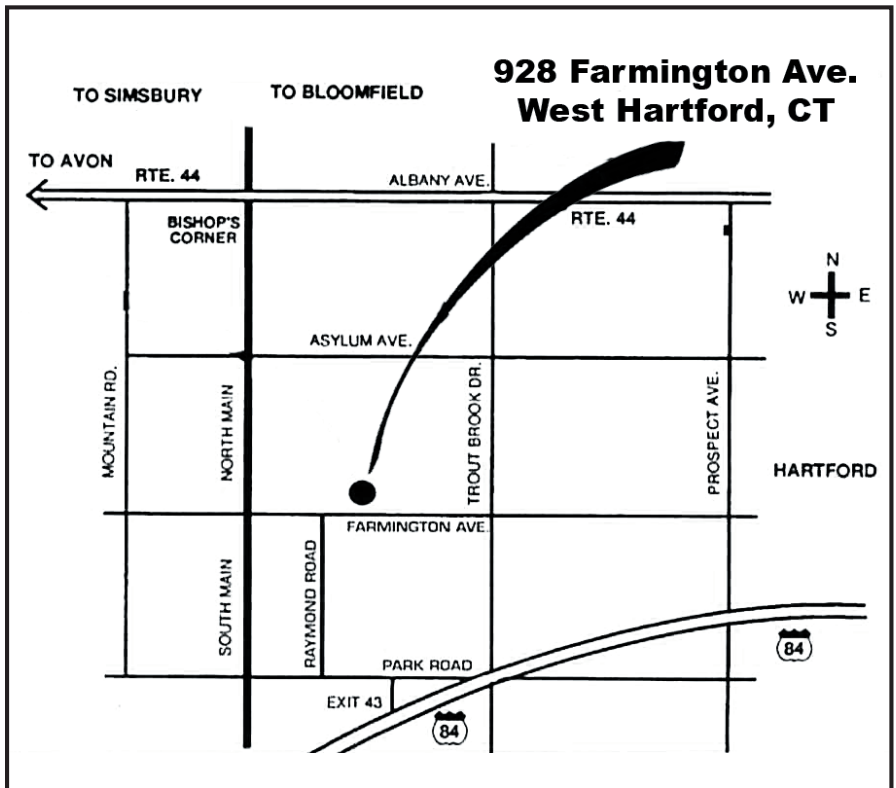 928 Farmington Ave.
West Hartford, CT
TO SIMSBURY
TO BLOOMFIELD
TO AVON
RTE. 44
ALBANY AVE.
RTE. 44
BISHOP'S
CORNER
N
W E
S
ASYLUM AVE.
MOUNTAIN RD.
NORTH MAIN
TROUT BROOK DR.
PROSPECT AVE.
HARTFORD
FARMINGTON AVE.
SOUTH MAIN
RAYMOND ROAD
PARK ROAD
84
EXIT 43
84